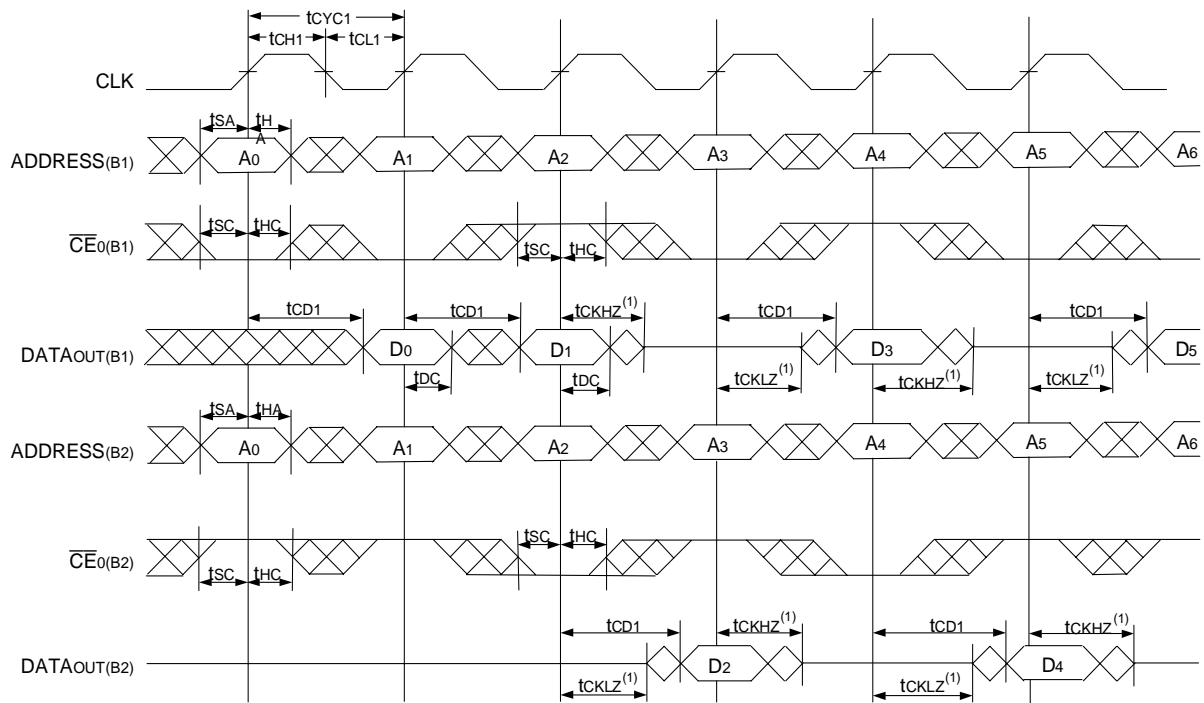 tCYC1
tCH1 tCL1
CLK
tSA tHA
ADDRESS(B1) A0 A1 A2 A3 A4 A5 A6
tSC tHC
CE0(B1)
tSC tHC
tCD1 tCD1 tCKHZ(1) tCD1 tCD1
DATAOUT(B1) D0 D1 D3 D5
tDC tDC tCKLZ(1) tCKHZ(1) tCKLZ(1)
tSA tHA
ADDRESS(B2) A0 A1 A2 A3 A4 A5 A6
tSC tHC
CE0(B2)
tSC tHC
tCD1 tCKHZ(1) tCD1 tCKHZ(1)
DATAOUT(B2) D2 D4
tCKLZ(1) tCKLZ(1)